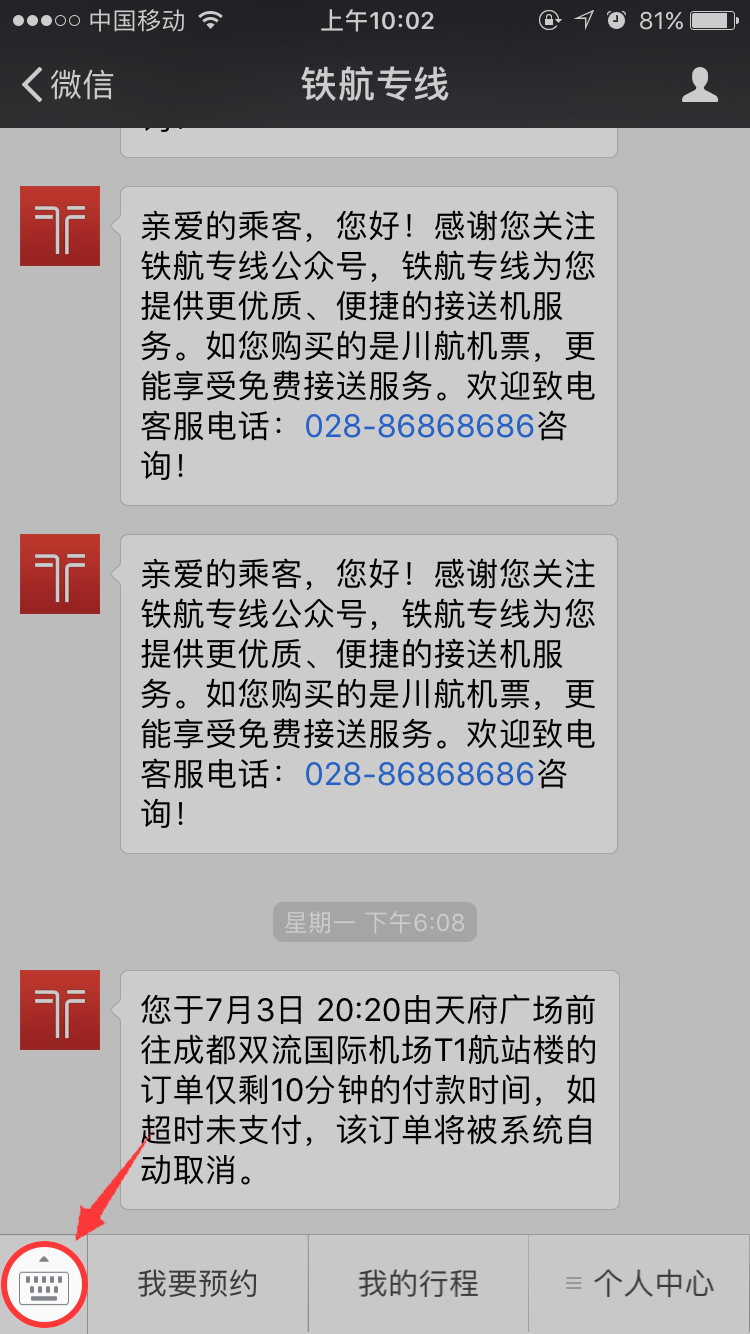 中国移动 上午10:02 81%
微信 铁航专线
亲爱的乘客，您好！感谢您关注
铁航专线公众号，铁航专线为您
提供更优质、便捷的接送机服
务。如您购买的是川航机票，更
能享受免费接送服务。欢迎致电
客服电话：028-86868686咨
询！
亲爱的乘客，您好！感谢您关注
铁航专线公众号，铁航专线为您
提供更优质、便捷的接送机服
务。如您购买的是川航机票，更
能享受免费接送服务。欢迎致电
客服电话：028-86868686咨
询！
星期一 下午6:08
您于7月3日 20:20由天府广场前
往成都双流国际机场T1航站楼的
订单仅剩10分钟的付款时间，如
超时未支付，该订单将被系统自
动取消。
我要预约 我的行程 个人中心